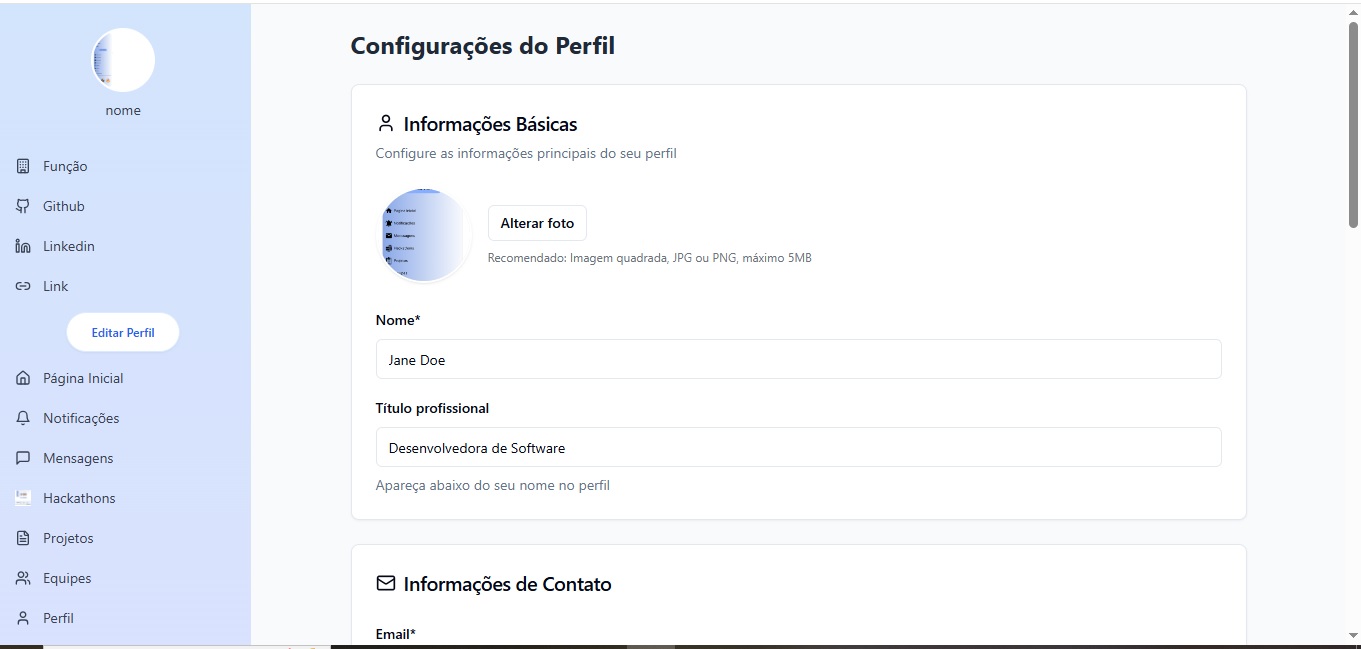 nome
Função
Github
Linkedin
Link
Editar Perfil
Página Inicial
Notificações
Mensagens
Hackathons
Projetos
Equipes
Perfil
Configurações do Perfil
Informações Básicas
Configure as informações principais do seu perfil
Alterar foto
Recomendado: Imagem quadrada, JPG ou PNG, máximo 5MB
Nome*
Jane Doe
Título profissional
Desenvolvedora de Software
Apareça abaixo do seu nome no perfil
Informações de Contato
Email*